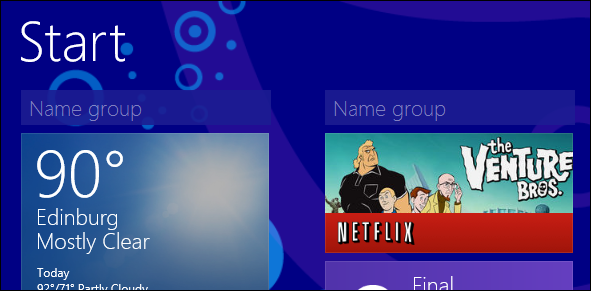 Start
Name group
Name group
90°
Edinburg
Mostly Clear
Today
92°/71° Partly Cloudy
the
VENTURE
BROS.
NETFLIX
Final